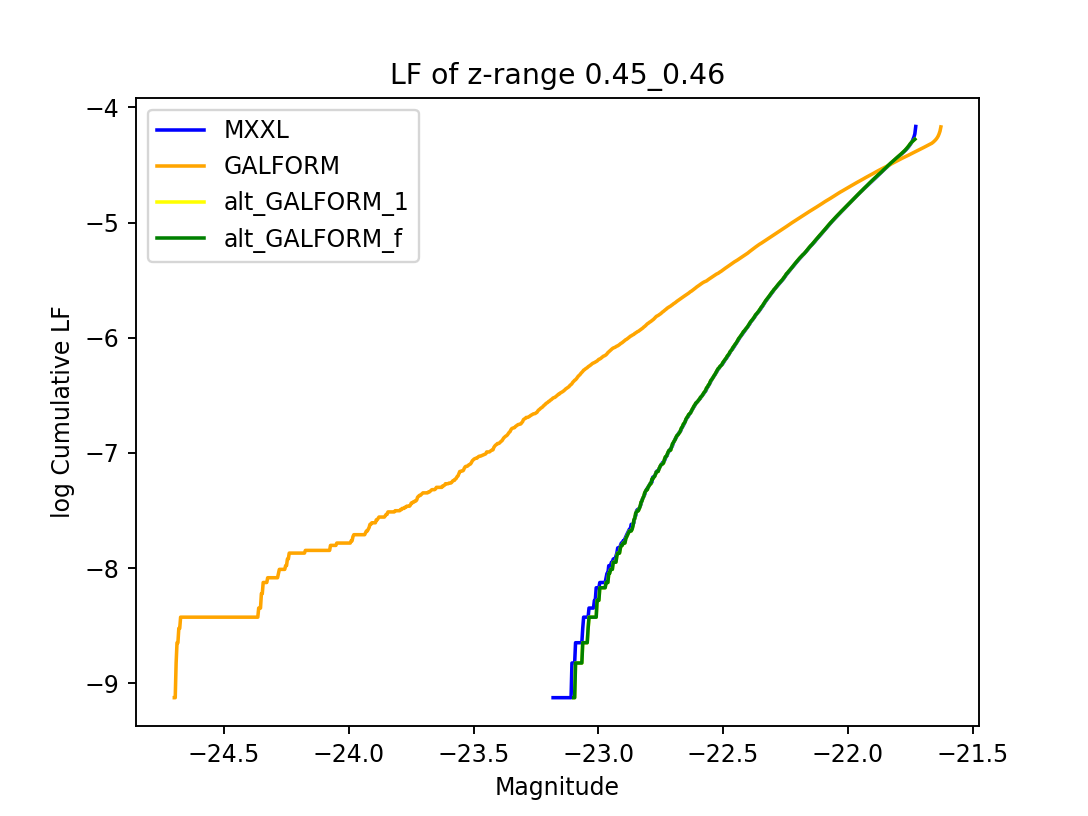 LF of z-range 0.45_0.46
MXXL
GALFORM
alt_GALFORM_1
alt_GALFORM_f
log Cumulative LF
−4
−5
−6
−7
−8
−9
−24.5 −24.0 −23.5 −23.0 −22.5 −22.0 −21.5
Magnitude